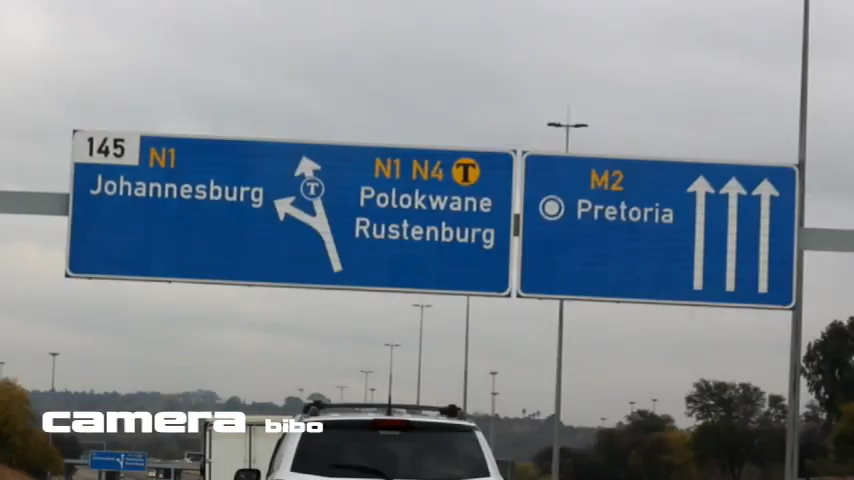 145 N1
Johannesburg
T
N1 N4 T
Polokwane
Rustenburg
M2
Pretoria
camera bibo